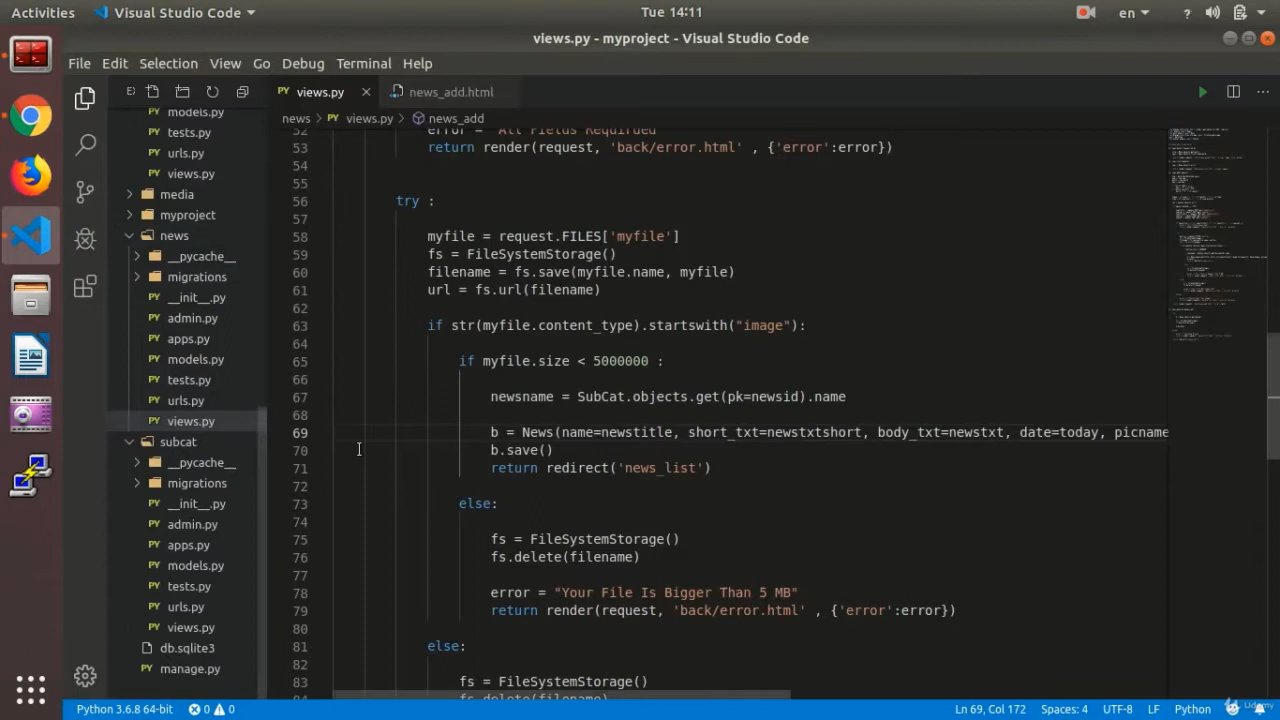 Activities Visual Studio Code Tue 14:11 en
views.py - myproject - Visual Studio Code
File Edit Selection View Go Debug Terminal Help
views.py news_add.html
news views.py news_add
models.py
tests.py
urls.py
views.py
media
myproject
news
__pycache__
migrations
__init__.py
admin.py
apps.py
models.py
tests.py
urls.py
views.py
subcat
__pycache__
migrations
__init__.py
admin.py
apps.py
models.py
tests.py
urls.py
views.py
db.sqlite3
manage.py
52 error = "All Fields Requirded"
53 return render(request, 'back/error.html' , {'error':error})
54
55
56 try :
57
58 myfile = request.FILES['myfile']
59 fs = FileSystemStorage()
60 filename = fs.save(myfile.name, myfile)
61 url = fs.url(filename)
62
63 if str(myfile.content_type).startswith("image"):
64
65 if myfile.size < 5000000 :
66
67 newsname = SubCat.objects.get(pk=newsid).name
68
69 b = News(name=newstitle, short_txt=newstxtshort, body_txt=newstxt, date=today, picname
70 b.save()
71 return redirect('news_list')
72
73 else:
74
75 fs = FileSystemStorage()
76 fs.delete(filename)
77
78 error = "Your File Is Bigger Than 5 MB"
79 return render(request, 'back/error.html' , {'error':error})
80
81 else:
82
83 fs = FileSystemStorage()
84 fs.delete(filename)
Python 3.6.8 64-bit 0 0 Ln 69, Col 172 Spaces: 4 UTF-8 LF Python
Udemy